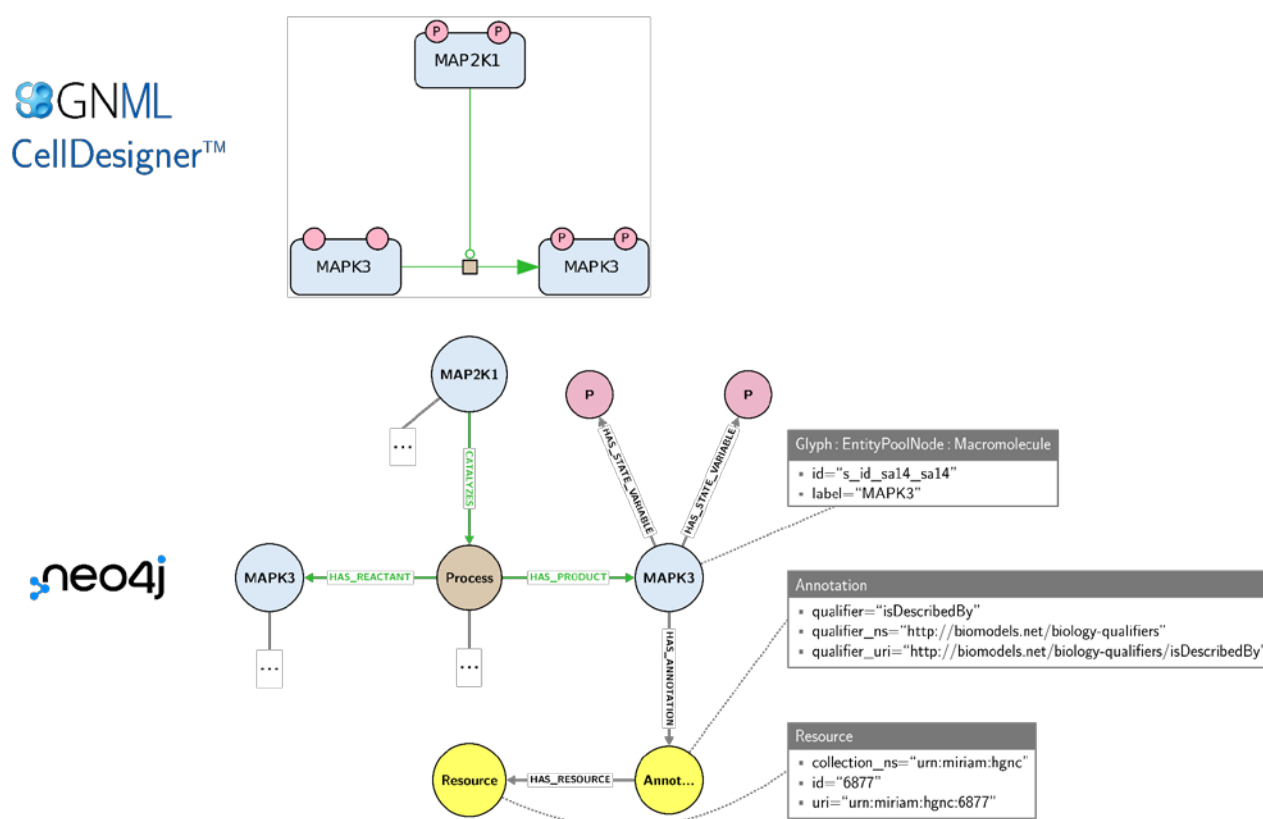 P P
MAP2K1
GNML
CellDesigner™
P P
MAPK3
MAPK3
MAP2K1
P
P
...
CATALYZES
HAS_STATE_VARIABLE
HAS_STATE_VARIABLE
Glyph : EntityPoolNode : Macromolecule
▪ id="s_id_sa14_sa14"
▪ label="MAPK3"
neo4j
MAPK3
HAS_REACTANT
Process
HAS_PRODUCT
MAPK3
...
...
HAS_ANNOTATION
Annotation
▪ qualifier="isDescribedBy"
▪ qualifier_ns="http://biomodels.net/biology-qualifiers"
▪ qualifier_uri="http://biomodels.net/biology-qualifiers/isDescribedBy"
Resource
HAS_RESOURCE
Annot...
Resource
▪ collection_ns="urn:miriam:hgnc"
▪ id="6877"
▪ uri="urn:miriam:hgnc:6877"